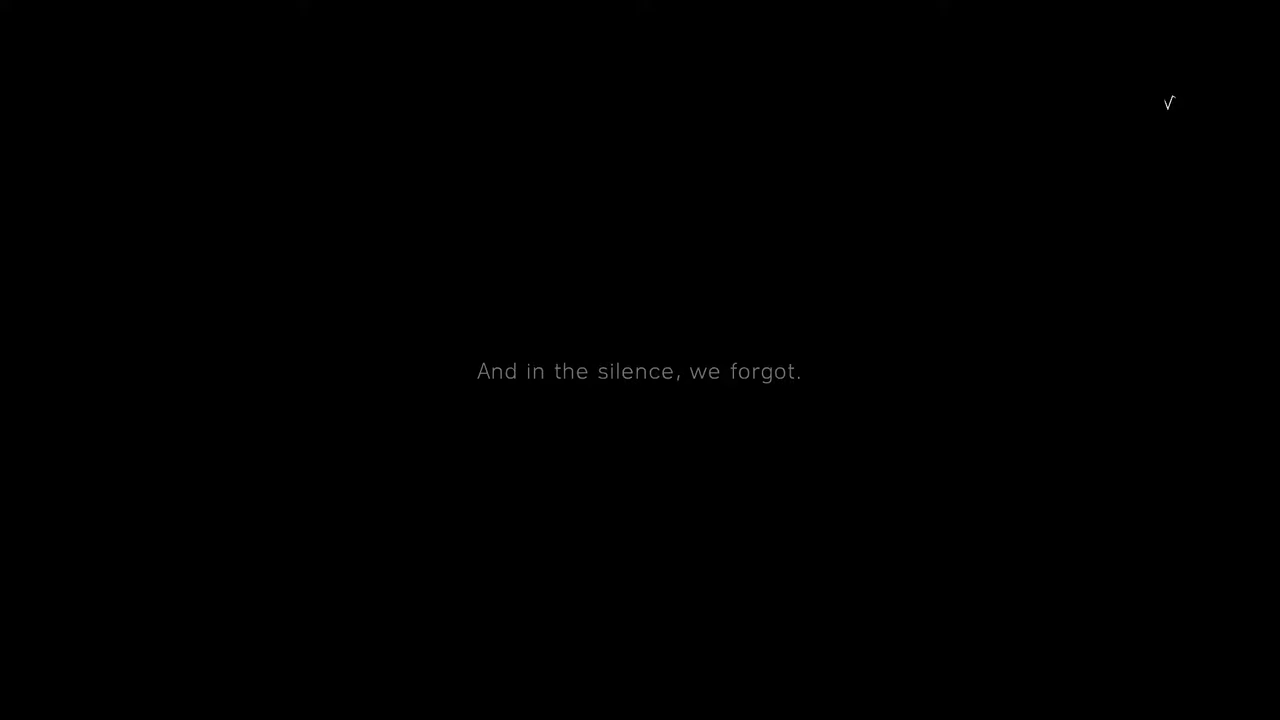 √
And in the silence, we forgot.